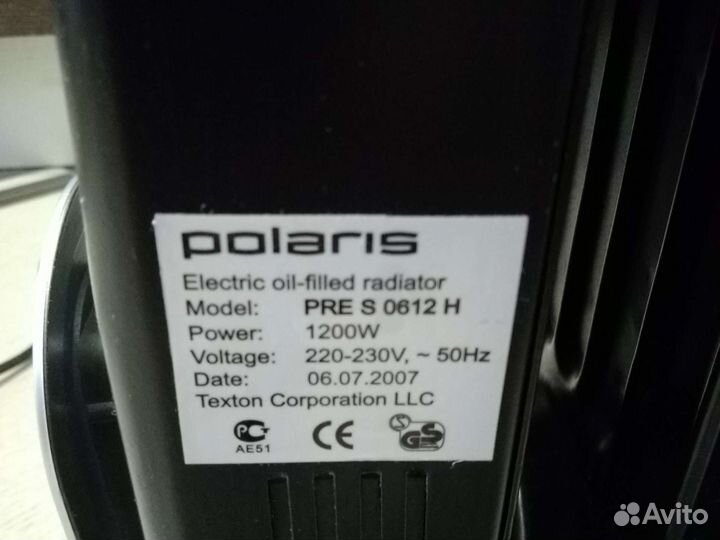 polaris
Electric oil-filled radiator
Model: PRE S 0612 H
Power: 1200W
Voltage: 220-230V, ~ 50Hz
Date: 06.07.2007
Texton Corporation LLC
РСТ CE S GS
AE51
Avito